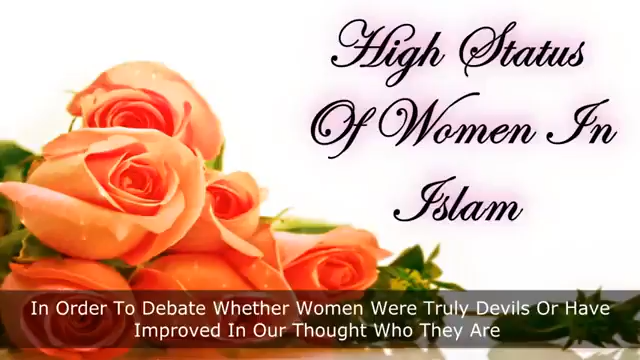 High Status
Of Women In
Islam
In Order To Debate Whether Women Were Truly Devils Or Have
Improved In Our Thought Who They Are